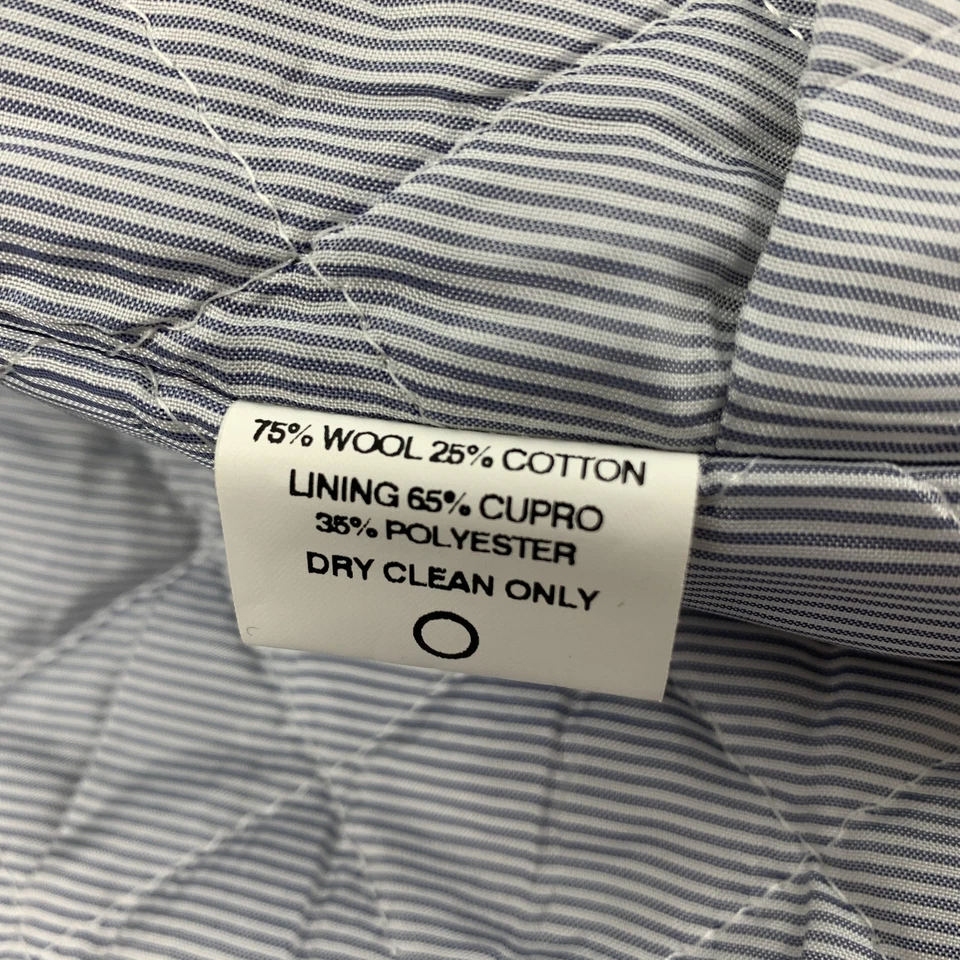 75% WOOL 25% COTTON
LINING 65% CUPRO
35% POLYESTER
DRY CLEAN ONLY